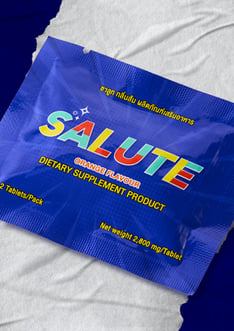 ซาลูท กลิ่นส้ม ผลิตภัณฑ์เสริมอาหาร
SALUTE
ORANGE FLAVOUR
DIETARY SUPPLEMENT PRODUCT
2 Tablets/Pack
Net weight 2,800 mg/Tablet